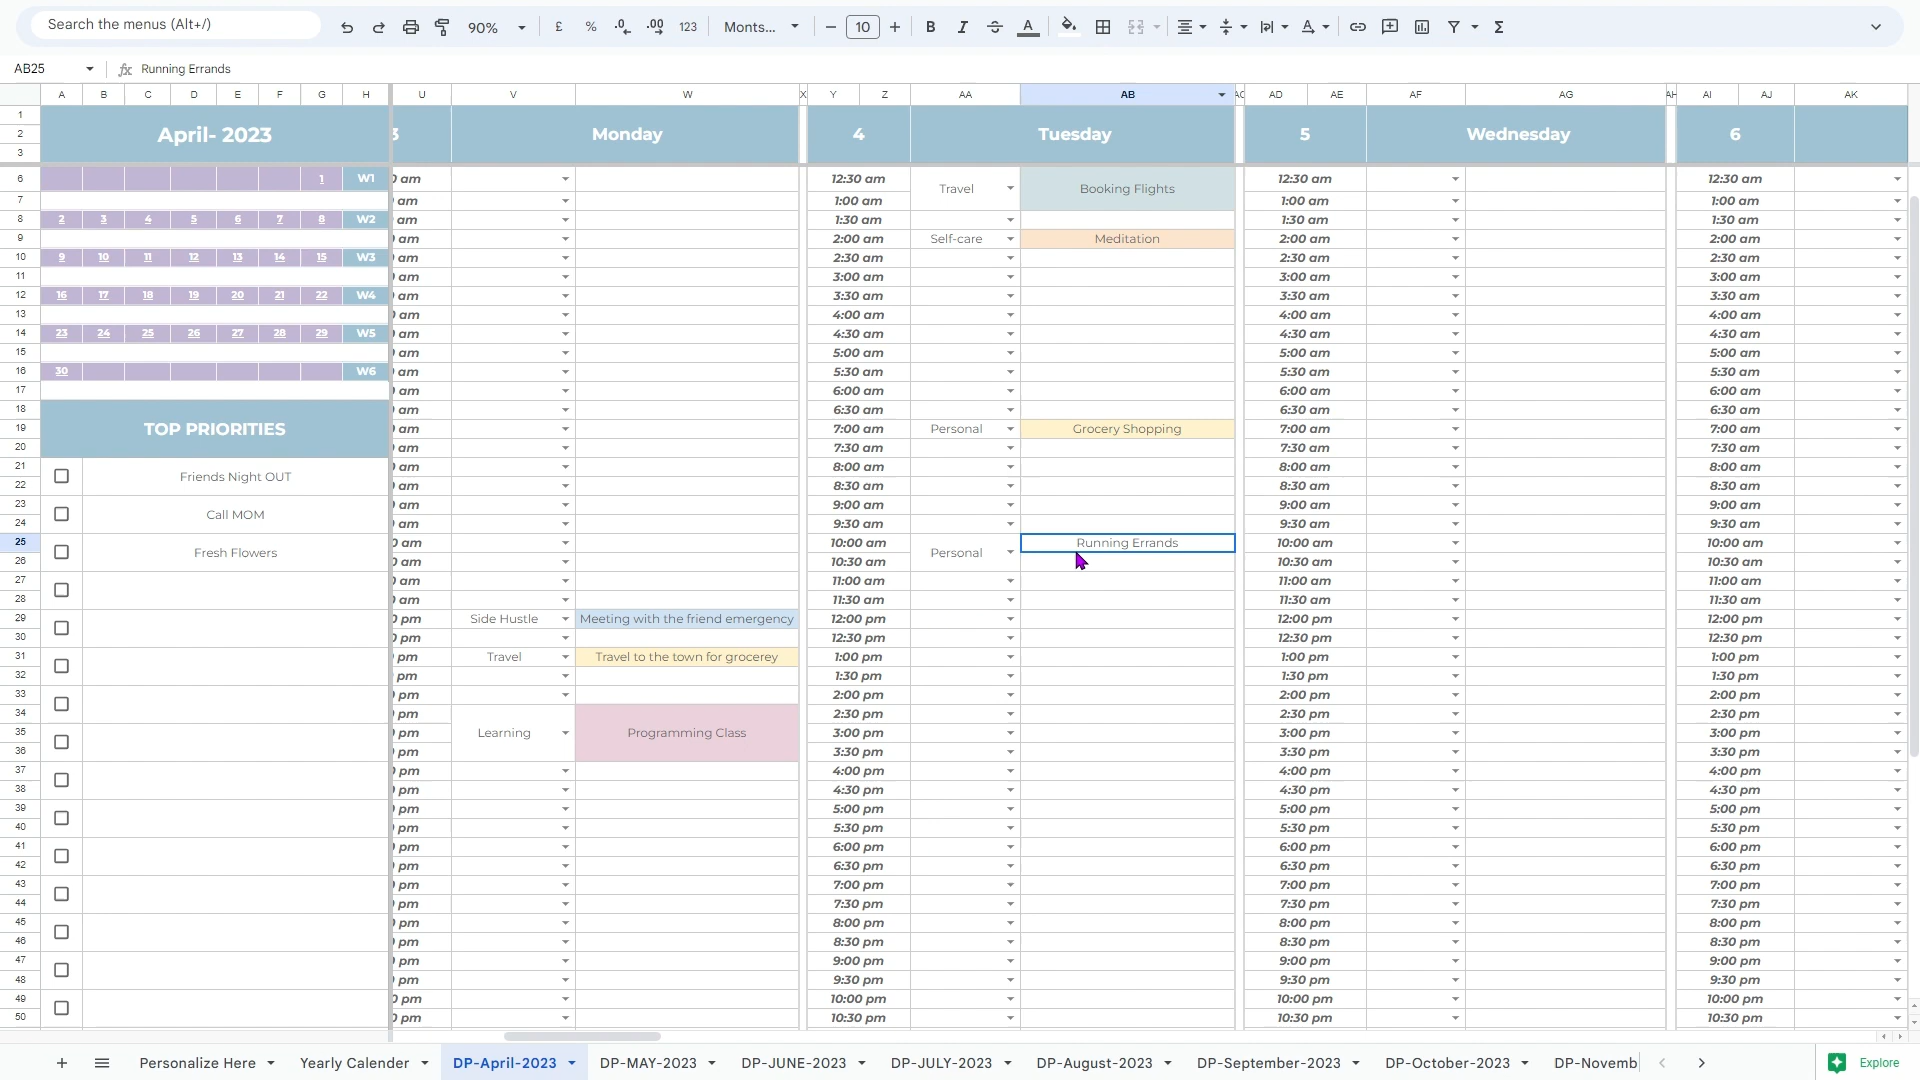 Search the menus (Alt+/)
90% £ % .0 .00 123 Monts... 10 B I S A Σ
AB25 fx Running Errands
A B C D E F G H U V W X Y Z AA AB AC AD AE AF AG AH AI AJ AK
1
2 April- 2023 3 Monday 4 Tuesday 5 Wednesday 6
3
6 1 W1 0 am 12:30 am Travel Booking Flights 12:30 am 12:30 am
7 am 1:00 am 1:00 am 1:00 am
8 2 3 4 5 6 7 8 W2 am 1:30 am 1:30 am 1:30 am
9 am 2:00 am Self-care Meditation 2:00 am 2:00 am
10 9 10 11 12 13 14 15 W3 am 2:30 am 2:30 am 2:30 am
11 am 3:00 am 3:00 am 3:00 am
12 16 17 18 19 20 21 22 W4 am 3:30 am 3:30 am 3:30 am
13 am 4:00 am 4:00 am 4:00 am
14 23 24 25 26 27 28 29 W5 am 4:30 am 4:30 am 4:30 am
15 am 5:00 am 5:00 am 5:00 am
16 30 W6 am 5:30 am 5:30 am 5:30 am
17 am 6:00 am 6:00 am 6:00 am
18 am 6:30 am 6:30 am 6:30 am
19 TOP PRIORITIES am 7:00 am Personal Grocery Shopping 7:00 am 7:00 am
20 am 7:30 am 7:30 am 7:30 am
21 Friends Night OUT am 8:00 am 8:00 am 8:00 am
22 am 8:30 am 8:30 am 8:30 am
23 Call MOM am 9:00 am 9:00 am 9:00 am
24 am 9:30 am 9:30 am 9:30 am
25 Fresh Flowers 0 am 10:00 am Personal Running Errands 10:00 am 10:00 am
26 am 10:30 am 10:30 am 10:30 am
27 am 11:00 am 11:00 am 11:00 am
28 am 11:30 am 11:30 am 11:30 am
29 0 pm Side Hustle Meeting with the friend emergency 12:00 pm 12:00 pm 12:00 pm
30 0 pm 12:30 pm 12:30 pm 12:30 pm
31 pm Travel Travel to the town for grocerey 1:00 pm 1:00 pm 1:00 pm
32 pm 1:30 pm 1:30 pm 1:30 pm
33 pm 2:00 pm 2:00 pm 2:00 pm
34 pm 2:30 pm 2:30 pm 2:30 pm
35 pm Learning Programming Class 3:00 pm 3:00 pm 3:00 pm
36 pm 3:30 pm 3:30 pm 3:30 pm
37 pm 4:00 pm 4:00 pm 4:00 pm
38 pm 4:30 pm 4:30 pm 4:30 pm
39 pm 5:00 pm 5:00 pm 5:00 pm
40 pm 5:30 pm 5:30 pm 5:30 pm
41 pm 6:00 pm 6:00 pm 6:00 pm
42 pm 6:30 pm 6:30 pm 6:30 pm
43 pm 7:00 pm 7:00 pm 7:00 pm
44 pm 7:30 pm 7:30 pm 7:30 pm
45 pm 8:00 pm 8:00 pm 8:00 pm
46 pm 8:30 pm 8:30 pm 8:30 pm
47 pm 9:00 pm 9:00 pm 9:00 pm
48 pm 9:30 pm 9:30 pm 9:30 pm
49 0 pm 10:00 pm 10:00 pm 10:00 pm
50 0 pm 10:30 pm 10:30 pm 10:30 pm
Personalize Here Yearly Calender DP-April-2023 DP-MAY-2023 DP-JUNE-2023 DP-JULY-2023 DP-August-2023 DP-September-2023 DP-October-2023 DP-Novemb Explore